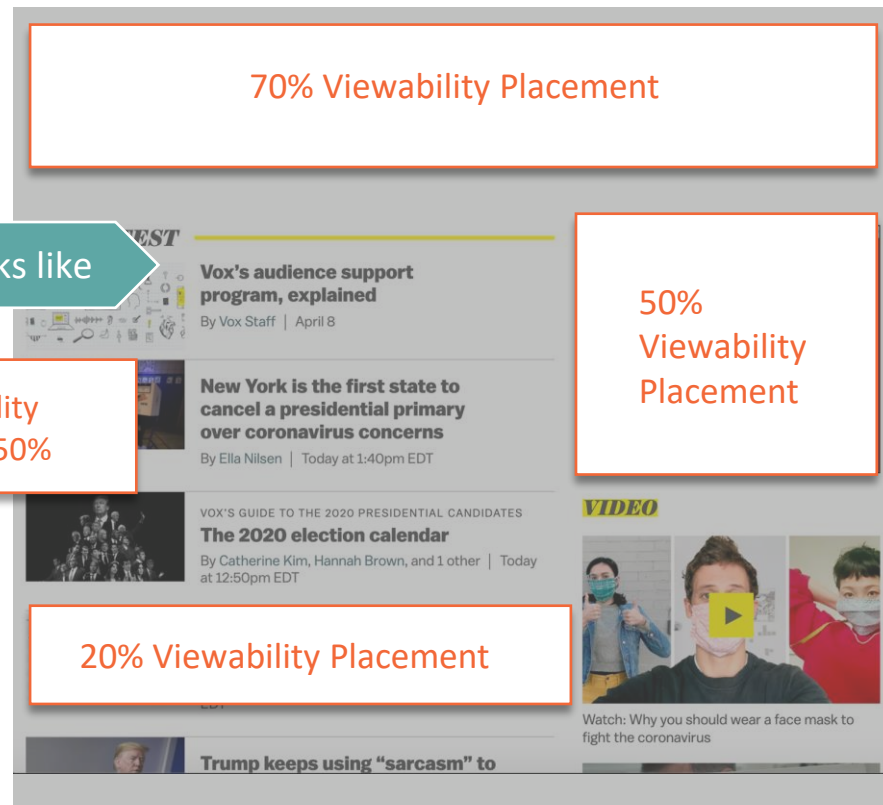 70% Viewability Placement
EST
ks like
Vox's audience support
program, explained
By Vox Staff | April 8
50%
Viewability
Placement
lity
50%
New York is the first state to
cancel a presidential primary
over coronavirus concerns
By Ella Nilsen | Today at 1:40pm EDT
VOX'S GUIDE TO THE 2020 PRESIDENTIAL CANDIDATES
The 2020 election calendar
By Catherine Kim, Hannah Brown, and 1 other | Today
at 12:50pm EDT
VIDEO
20% Viewability Placement
EDT
Watch: Why you should wear a face mask to
fight the coronavirus
Trump keeps using "sarcasm" to